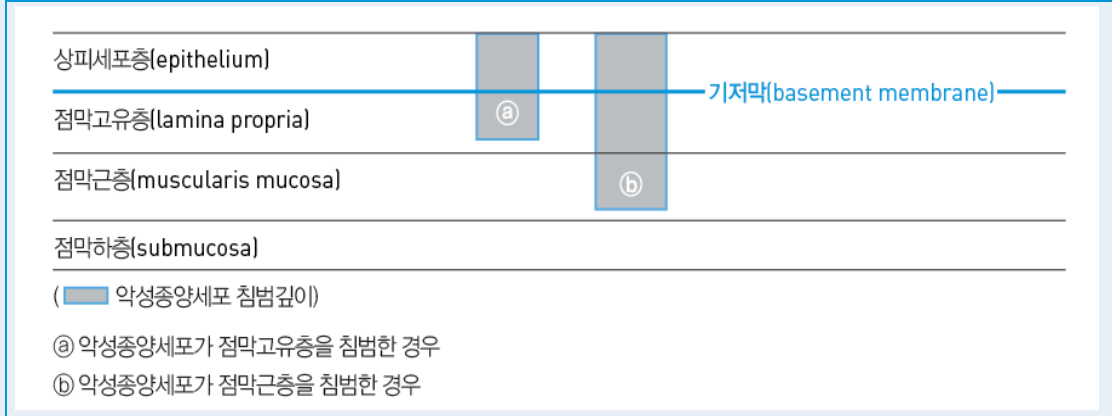 상피세포층(epithelium)
기저막(basement membrane)
점막고유층(lamina propria)
ⓐ
점막근층(muscularis mucosa)
ⓑ
점막하층(submucosa)
( 악성종양세포 침범깊이)
ⓐ 악성종양세포가 점막고유층을 침범한 경우
ⓑ 악성종양세포가 점막근층을 침범한 경우